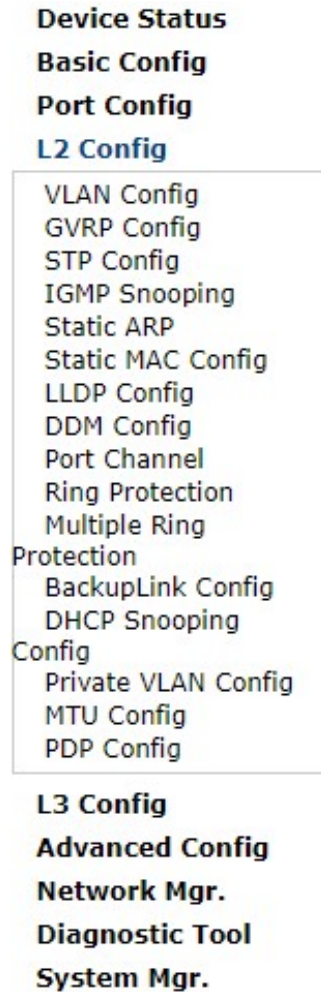 Device Status
Basic Config
Port Config
L2 Config
VLAN Config
GVRP Config
STP Config
IGMP Snooping
Static ARP
Static MAC Config
LLDP Config
DDM Config
Port Channel
Ring Protection
Multiple Ring
Protection
BackupLink Config
DHCP Snooping
Config
Private VLAN Config
MTU Config
PDP Config
L3 Config
Advanced Config
Network Mgr.
Diagnostic Tool
System Mgr.